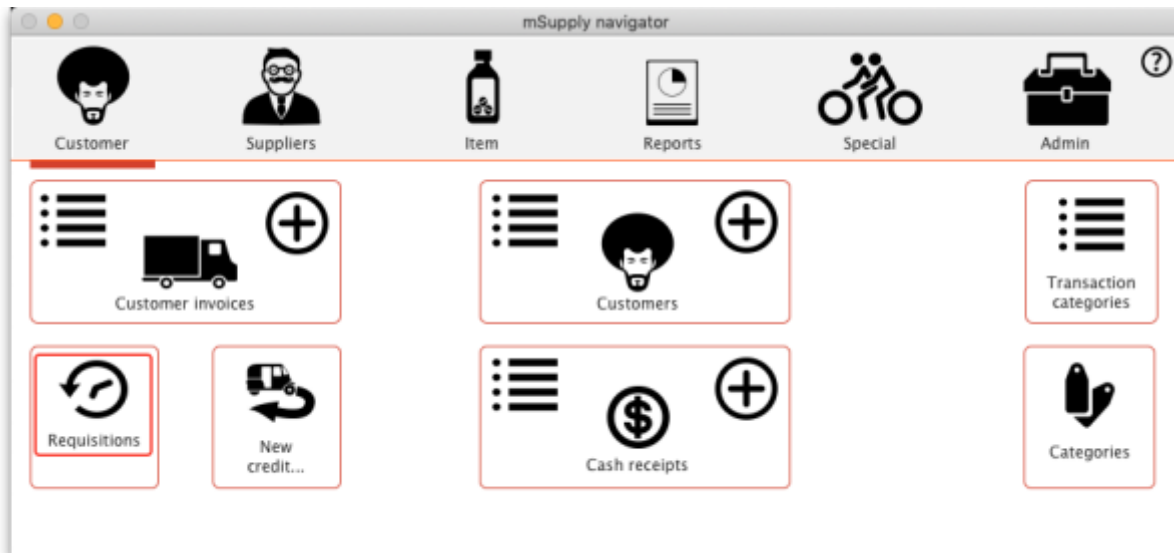 mSupply navigator
?
Customer
Suppliers
Item
Reports
Special
Admin
Customer invoices
Customers
Transaction
categories
Requisitions
New
credit...
$
Cash receipts
Categories